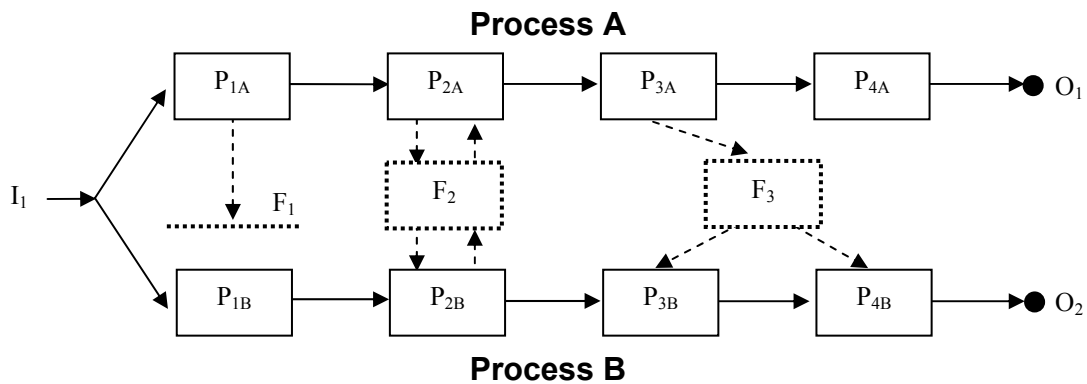 Process A
P1A P2A P3A P4A O1
I1 F1 F2 F3
P1B P2B P3B P4B O2
Process B